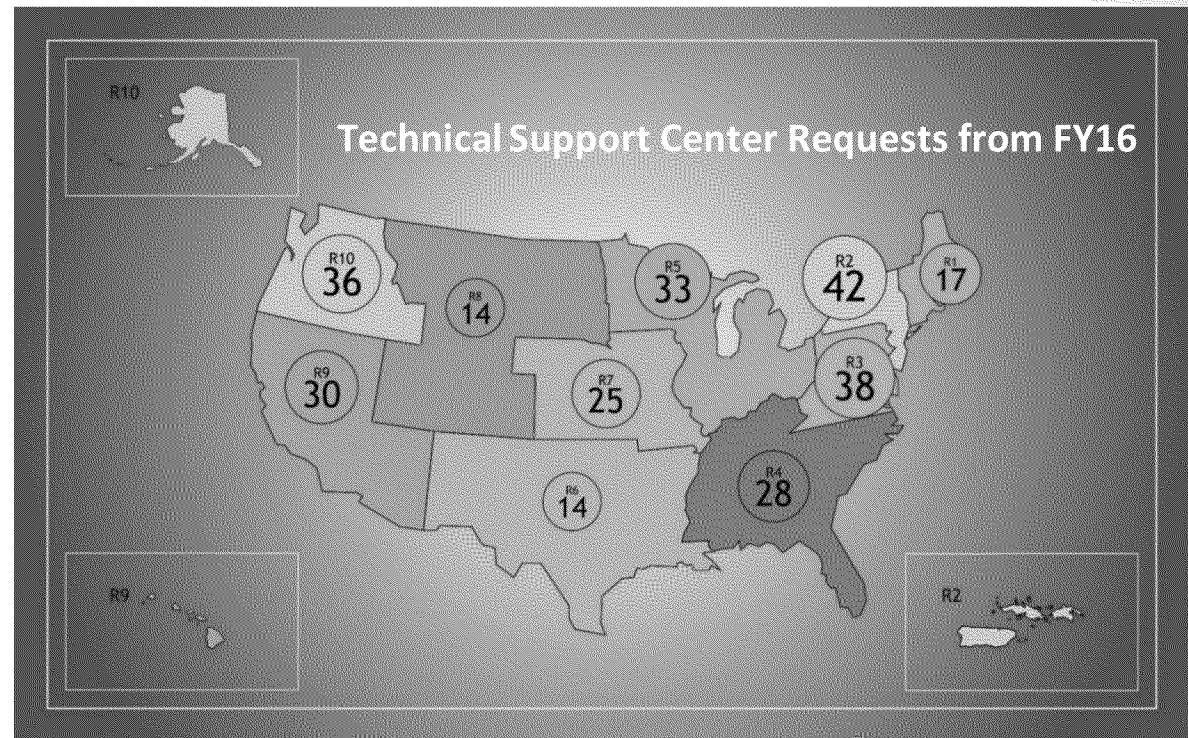 R10
Technical Support Center Requests from FY16
R10
36
R8
14
R5
33
R2
42
R1
17
R9
30
R7
25
R3
38
R6
14
R4
28
R9
R2